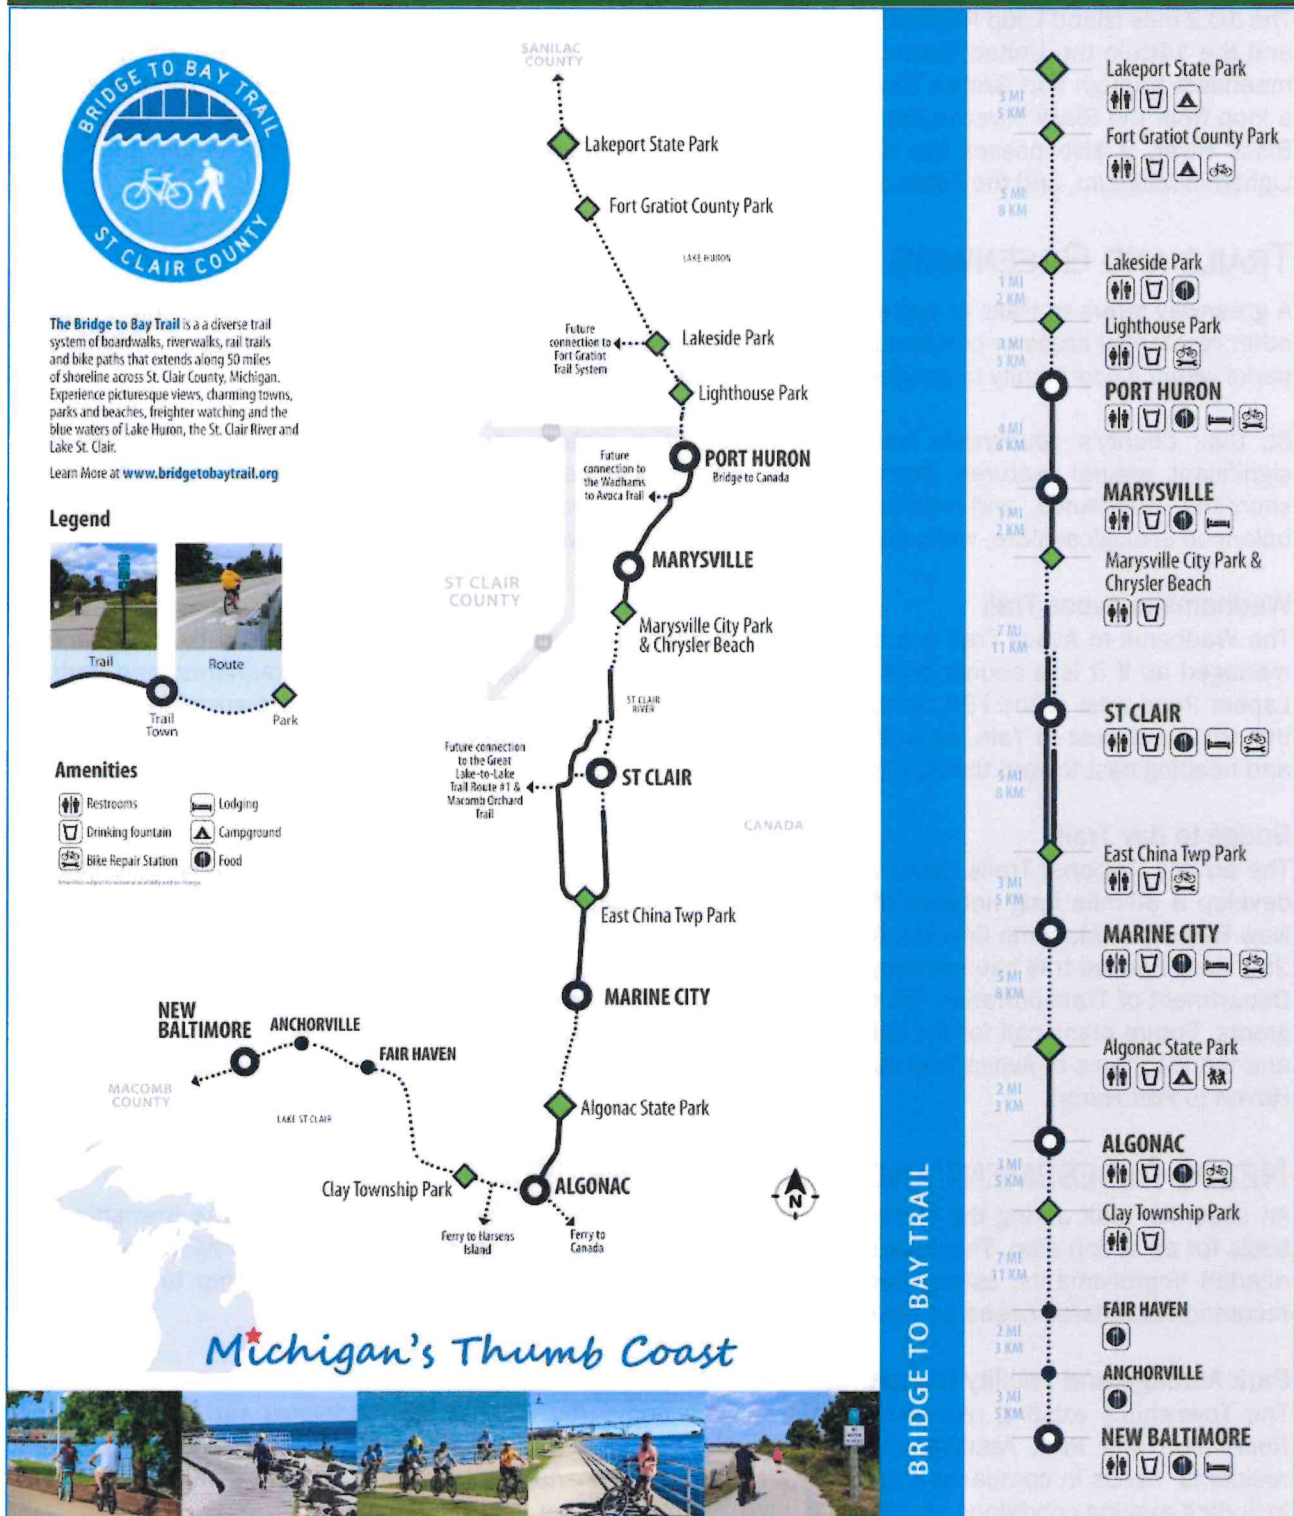 BRIDGE TO BAY TRAIL
ST CLAIR COUNTY
The Bridge to Bay Trail is a a diverse trail
system of boardwalks, riverwalks, rail trails
and bike paths that extends along 50 miles
of shoreline across St. Clair County, Michigan.
Experience picturesque views, charming towns,
parks and beaches, freighter watching and the
blue waters of Lake Huron, the St. Clair River and
Lake St. Clair.
Learn More at www.bridgetobaytrail.org
Legend
Trail
Route
Trail
Town
Park
Amenities
Restrooms
Lodging
Drinking fountain
Campground
Bike Repair Station
Food
Amenities subject to seasonal availability and to change
SANILAC
COUNTY
Lakeport State Park
Fort Gratiot County Park
LAKE HURON
Future
connection to
Fort Gratiot
Trail System
Lakeside Park
Lighthouse Park
PORT HURON
Bridge to Canada
Future
connection to
the Wadhams
to Avoca Trail
MARYSVILLE
ST CLAIR
COUNTY
Marysville City Park
& Chrysler Beach
ST CLAIR
RIVER
Future connection
to the Great
Lake-to-Lake
Trail Route #1 &
Macomb Orchard
Trail
ST CLAIR
CANADA
East China Twp Park
MARINE CITY
NEW
BALTIMORE
ANCHORVILLE
FAIR HAVEN
MACOMB
COUNTY
LAKE ST CLAIR
Algonac State Park
Clay Township Park
ALGONAC
N
Ferry to Harsens
Island
Ferry to
Canada
Michigan's Thumb Coast
BRIDGE TO BAY TRAIL
Lakeport State Park
3 MI
5 KM
Fort Gratiot County Park
5 MI
8 KM
Lakeside Park
1 MI
2 KM
Lighthouse Park
3 MI
5 KM
PORT HURON
4 MI
6 KM
MARYSVILLE
1 MI
2 KM
Marysville City Park &
Chrysler Beach
7 MI
11 KM
ST CLAIR
5 MI
8 KM
East China Twp Park
3 MI
5 KM
MARINE CITY
5 MI
8 KM
Algonac State Park
2 MI
3 KM
ALGONAC
3 MI
5 KM
Clay Township Park
7 MI
11 KM
FAIR HAVEN
2 MI
3 KM
ANCHORVILLE
3 MI
5 KM
NEW BALTIMORE